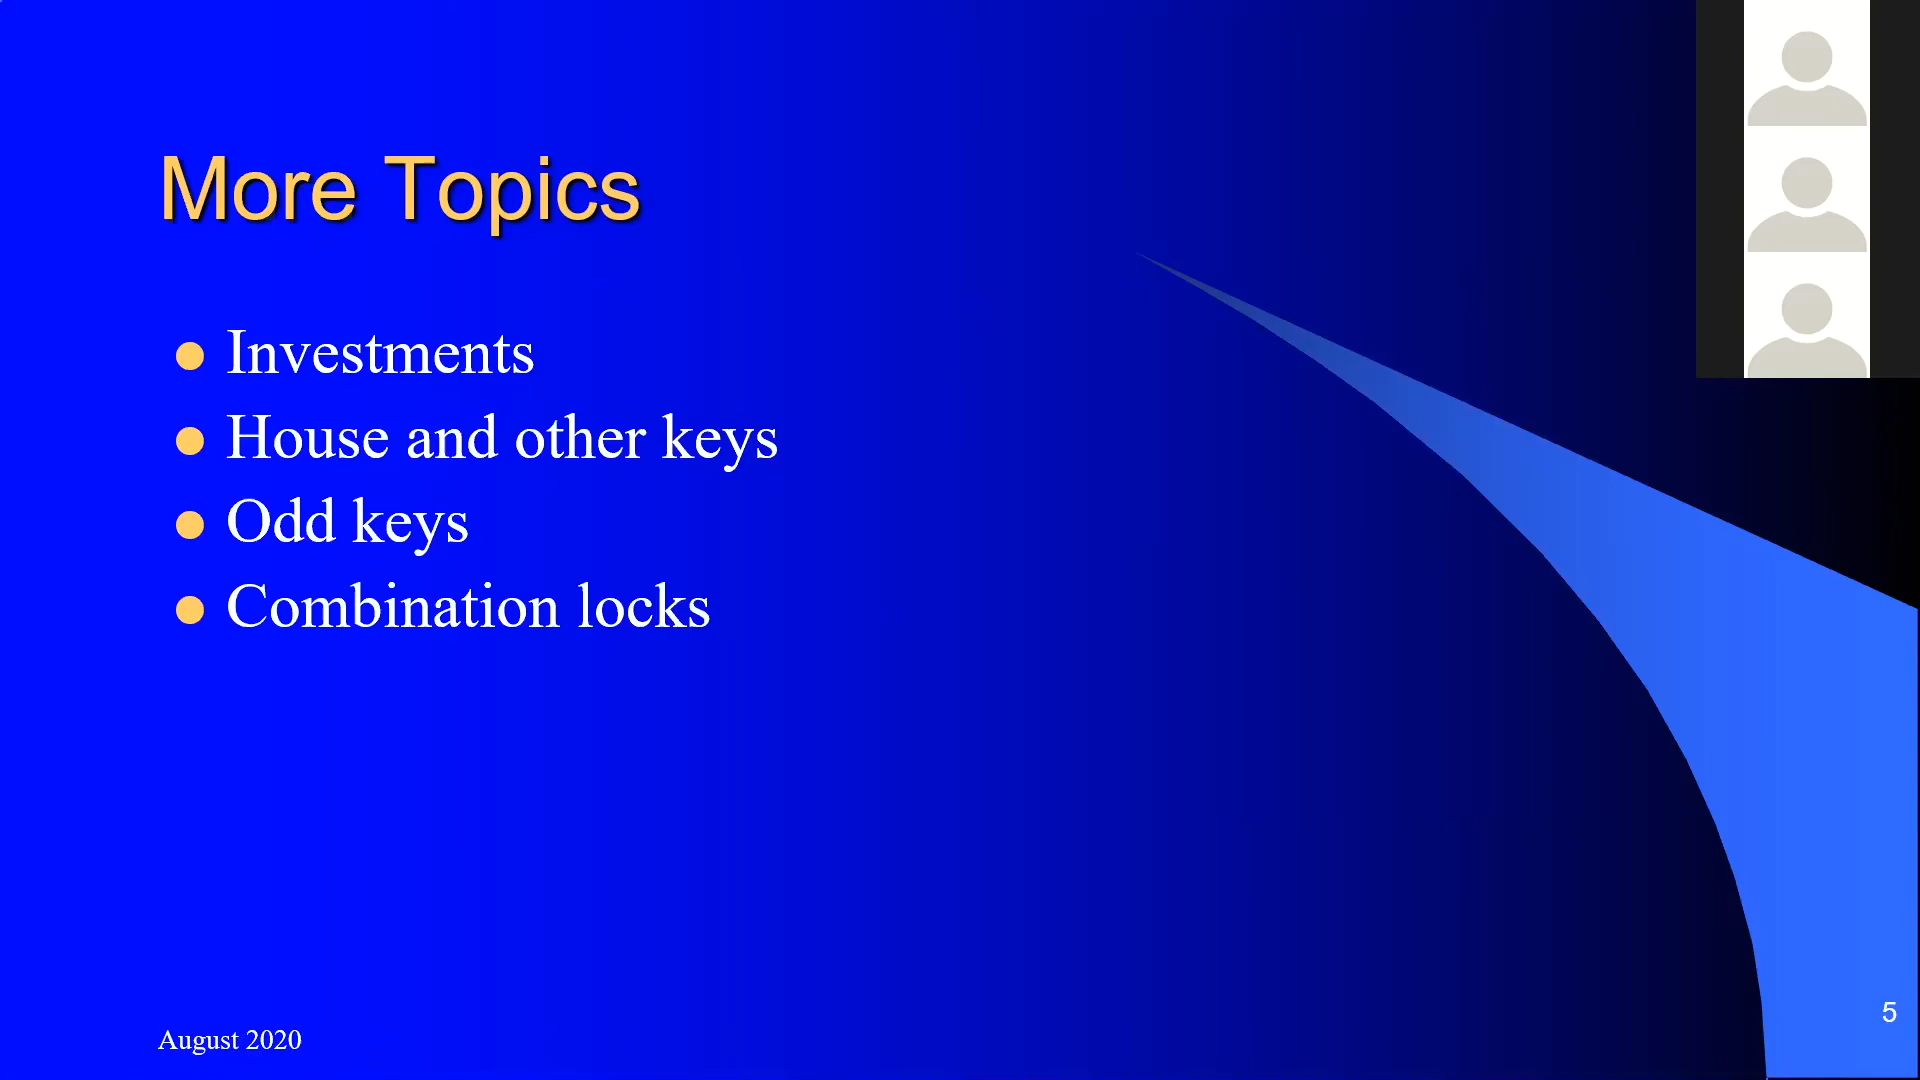 More Topics
Investments
House and other keys
Odd keys
Combination locks
August 2020
5